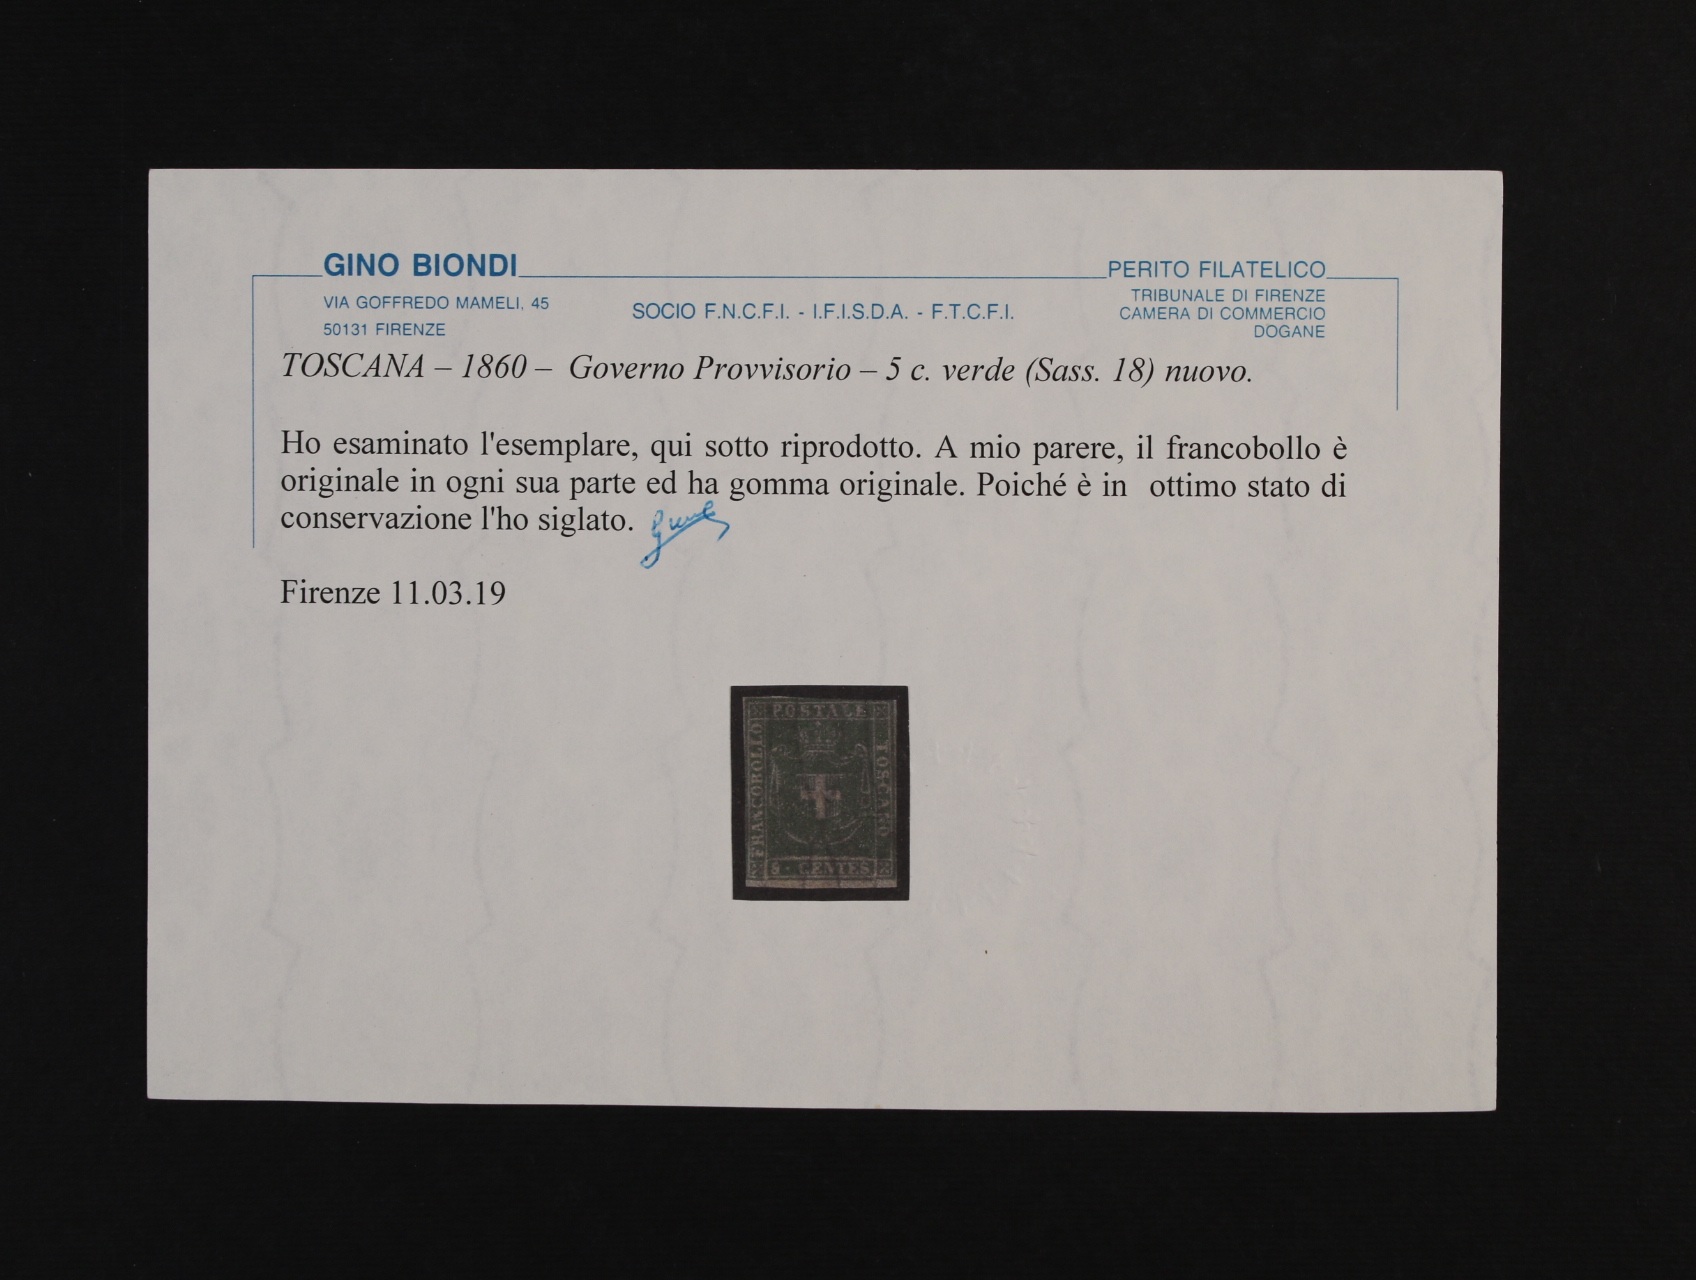 GINO BIONDI
VIA GOFFREDO MAMELI, 45
50131 FIRENZE
SOCIO F.N.C.F.I. - I.F.I.S.D.A. - F.T.C.F.I.
PERITO FILATELICO
TRIBUNALE DI FIRENZE
CAMERA DI COMMERCIO
DOGANE
TOSCANA – 1860 – Governo Provvisorio – 5 c. verde (Sass. 18) nuovo.
Ho esaminato l'esemplare, qui sotto riprodotto. A mio parere, il francobollo è
originale in ogni sua parte ed ha gomma originale. Poiché è in ottimo stato di
conservazione l'ho siglato.
Firenze 11.03.19
POSTALE
FRANCOBOLLO
TOSCANO
CENTES